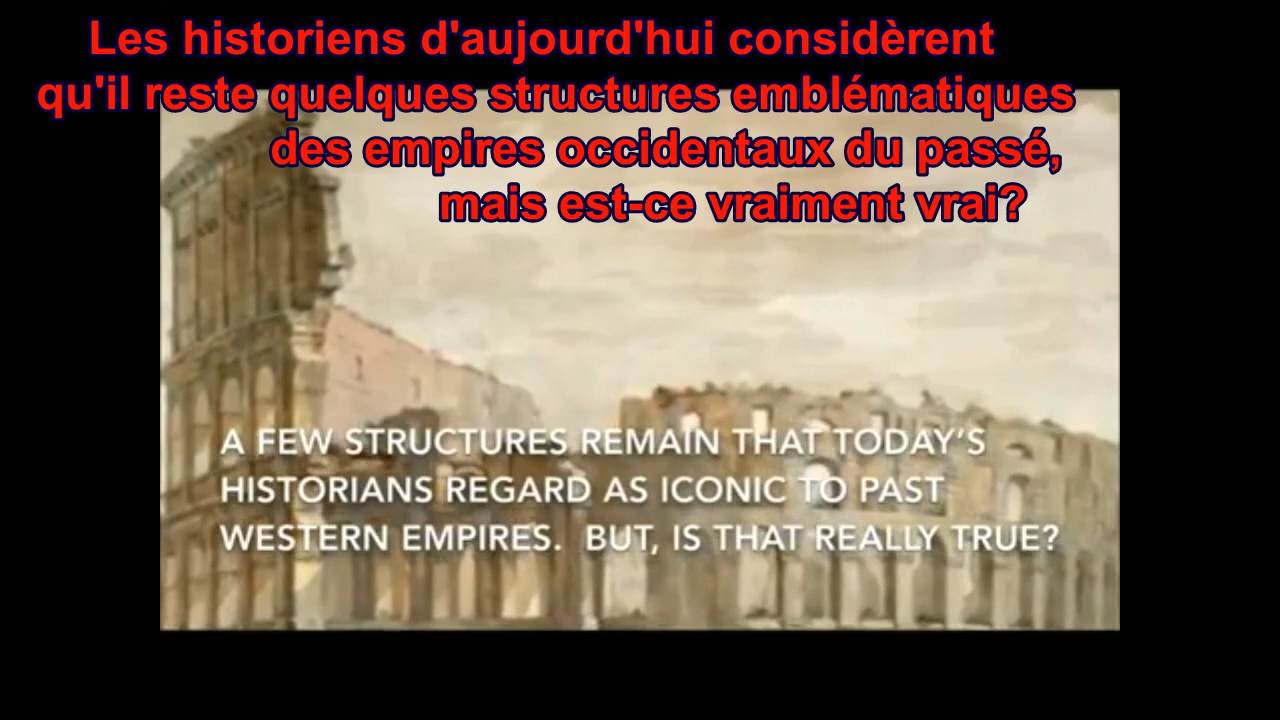 Les historiens d'aujourd'hui considèrent
qu'il reste quelques structures emblématiques
des empires occidentaux du passé,
mais est-ce vraiment vrai?
A FEW STRUCTURES REMAIN THAT TODAY'S
HISTORIANS REGARD AS ICONIC TO PAST
WESTERN EMPIRES. BUT, IS THAT REALLY TRUE?